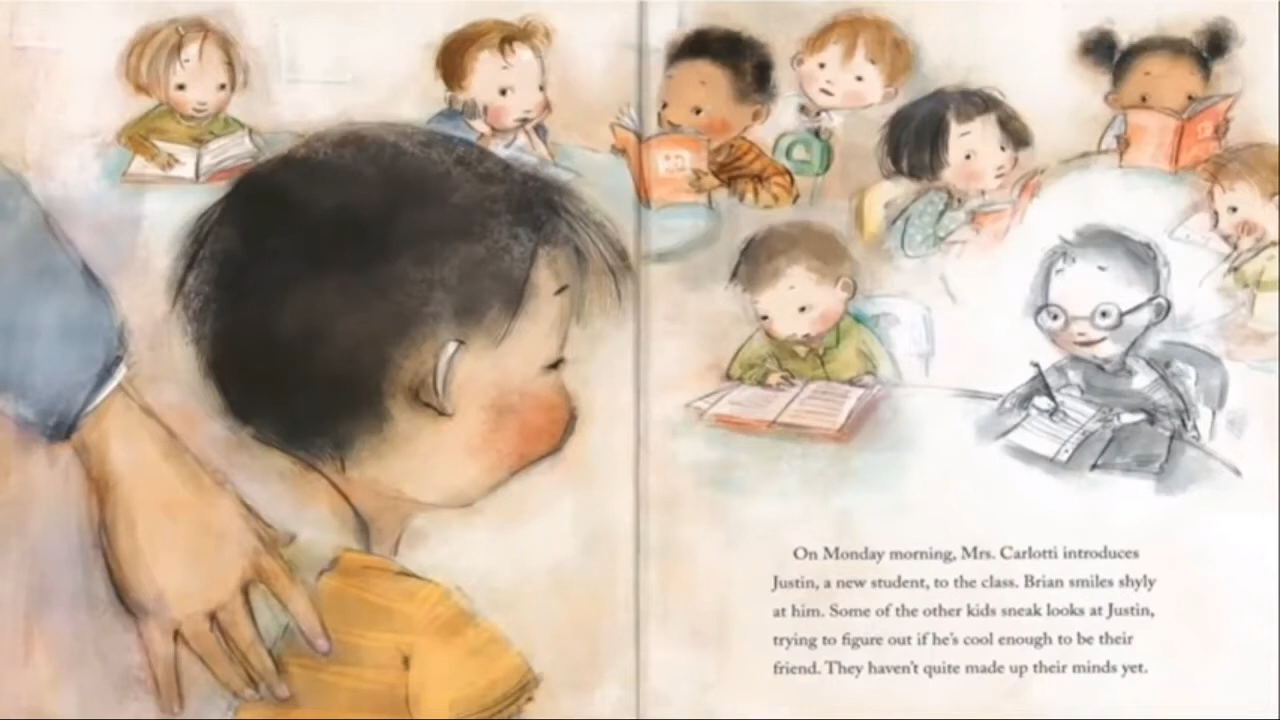 On Monday morning, Mrs. Carlotti introduces
Justin, a new student, to the class. Brian smiles shyly
at him. Some of the other kids sneak looks at Justin,
trying to figure out if he's cool enough to be their
friend. They haven't quite made up their minds yet.